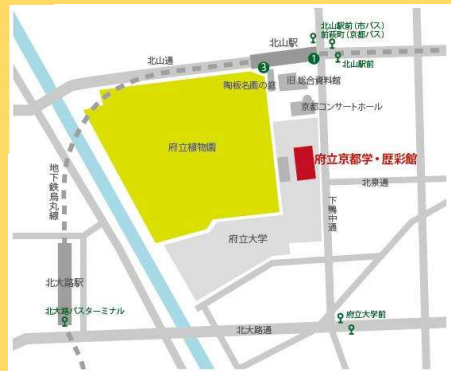 北山駅前(市バス)
前萩町(京都バス)
北山駅
北山通
3
1
北山駅前
陶板名画の庭
旧 総合資料館
京都コンサートホール
府立植物園
府立京都学・歴彩館
地下鉄烏丸線
北泉通
下鴨中通
府立大学
北大路駅
北大路バスターミナル
府立大学前
北大路通